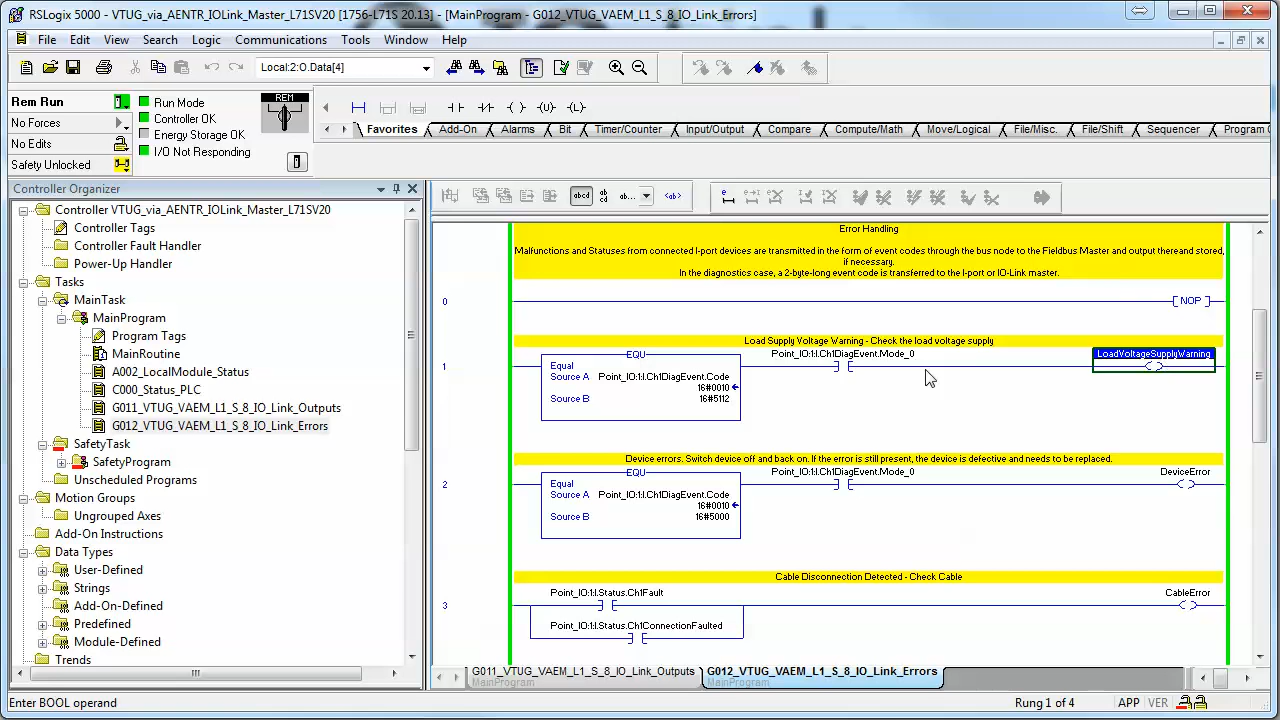 RSLogix 5000 - VTUG_via_AENTR_IOLink_Master_L71SV20 [1756-L71S 20.13] - [MainProgram - G012_VTUG_VAEM_L1_S_8_IO_Link_Errors]
File Edit View Search Logic Communications Tools Window Help
Local:2:O.Data[4]
Rem Run
No Forces
No Edits
Safety Unlocked
Run Mode
Controller OK
Energy Storage OK
I/O Not Responding
REM
Favorites Add-On Alarms Bit Timer/Counter Input/Output Compare Compute/Math Move/Logical File/Misc. File/Shift Sequencer Program C
Controller Organizer
Controller VTUG_via_AENTR_IOLink_Master_L71SV20
Controller Tags
Controller Fault Handler
Power-Up Handler
Tasks
MainTask
MainProgram
Program Tags
MainRoutine
A002_LocalModule_Status
C000_Status_PLC
G011_VTUG_VAEM_L1_S_8_IO_Link_Outputs
G012_VTUG_VAEM_L1_S_8_IO_Link_Errors
SafetyTask
SafetyProgram
Unscheduled Programs
Motion Groups
Ungrouped Axes
Add-On Instructions
Data Types
User-Defined
Strings
Add-On-Defined
Predefined
Module-Defined
Trends
Error Handling
Malfunctions and Statuses from connected I-port devices are transmitted in the form of event codes through the bus node to the Fieldbus Master and output thereand stored,
if necessary.
In the diagnostics case, a 2-byte-long event code is transferred to the I-port or IO-Link master.
0
NOP
Load Supply Voltage Warning - Check the load voltage supply
1
EQU
Equal
Source A Point_IO:1:I.Ch1DiagEvent.Code
16#0010
Source B 16#5112
Point_IO:1:I.Ch1DiagEvent.Mode_0
LoadVoltageSupplyWarning
Device errors. Switch device off and back on. If the error is still present, the device is defective and needs to be replaced.
2
EQU
Equal
Source A Point_IO:1:I.Ch1DiagEvent.Code
16#0010
Source B 16#5000
Point_IO:1:I.Ch1DiagEvent.Mode_0
DeviceError
Cable Disconnection Detected - Check Cable
3
Point_IO:1:I.Status.Ch1Fault
Point_IO:1:I.Status.Ch1ConnectionFaulted
CableError
G011_VTUG_VAEM_L1_S_8_IO_Link_Outputs
MainProgram
G012_VTUG_VAEM_L1_S_8_IO_Link_Errors
MainProgram
Enter BOOL operand
Rung 1 of 4 APP VER